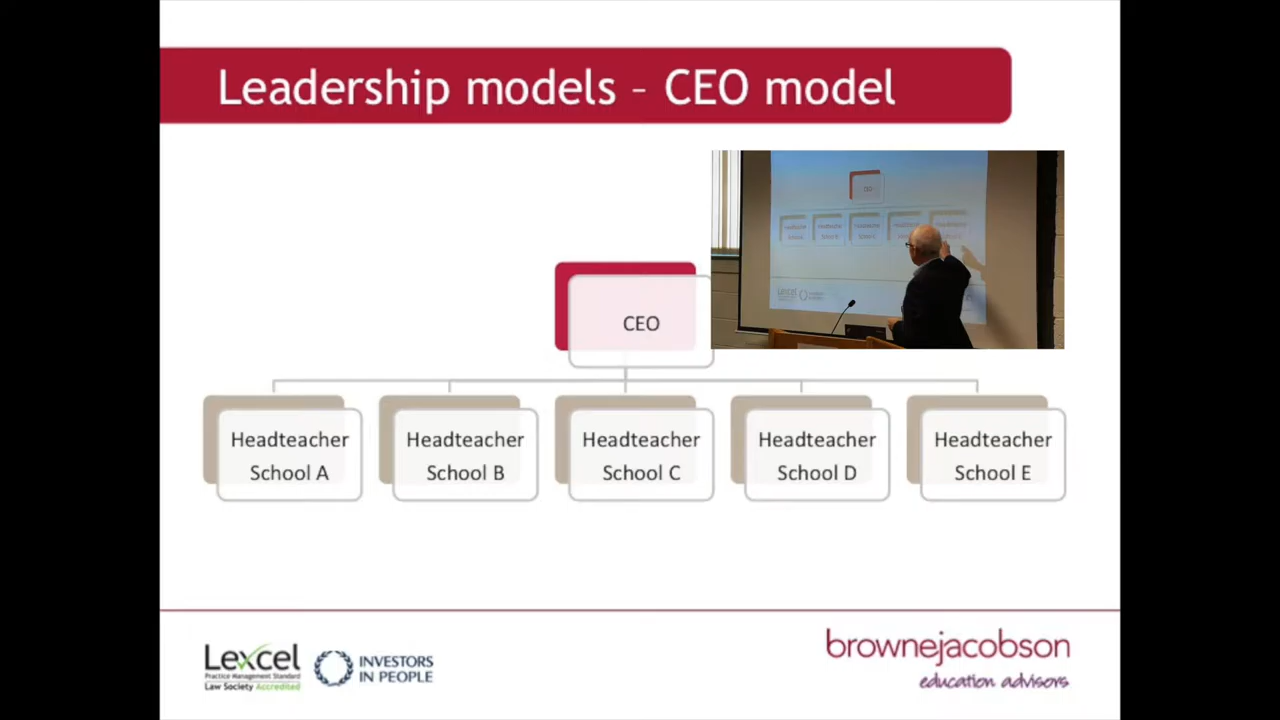 Leadership models – CEO model
CEO
Headteacher
School A
Headteacher
School B
Headteacher
School C
Headteacher
School D
Headteacher
School E
Lexcel
Practice Management Standard
Law Society Accredited
INVESTORS
IN PEOPLE
brownejacobson
education advisors